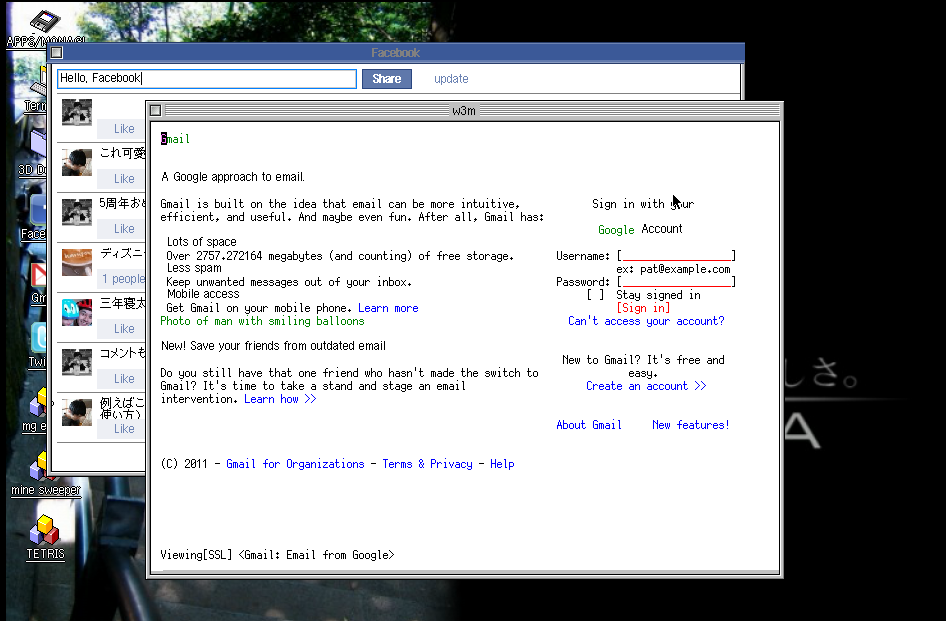 APPS/MONAGI
Facebook
Hello, Facebook
Share
update
Like
これ可愛
Like
5周年おめ
Like
ディズニー
1 people
三年寝太
Like
コメントも
Like
例えばこ
使い方）
Like
w3m
Gmail
A Google approach to email.
Gmail is built on the idea that email can be more intuitive,
efficient, and useful. And maybe even fun. After all, Gmail has:
Lots of space
Over 2757.272164 megabytes (and counting) of free storage.
Less spam
Keep unwanted messages out of your inbox.
Mobile access
Get Gmail on your mobile phone. Learn more
Photo of man with smiling balloons
New! Save your friends from outdated email
Do you still have that one friend who hasn't made the switch to
Gmail? It's time to take a stand and stage an email
intervention. Learn how >>
Sign in with your
Google Account
Username: [ ]
ex: pat@example.com
Password: [ ]
[ ] Stay signed in
[Sign in]
Can't access your account?
New to Gmail? It's free and
easy.
Create an account >>
About Gmail New features!
(C) 2011 - Gmail for Organizations - Terms & Privacy - Help
Viewing[SSL] <Gmail: Email from Google>
Ter
3D D
Face
Gm
Twi
mg e
mine sweeper
TETRIS
しさ。
A